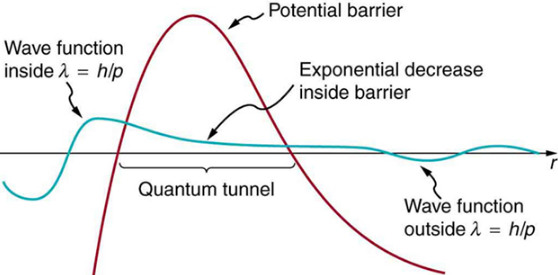 Potential barrier
Wave function
inside λ = h/p
Exponential decrease
inside barrier
r
Quantum tunnel
Wave function
outside λ = h/p